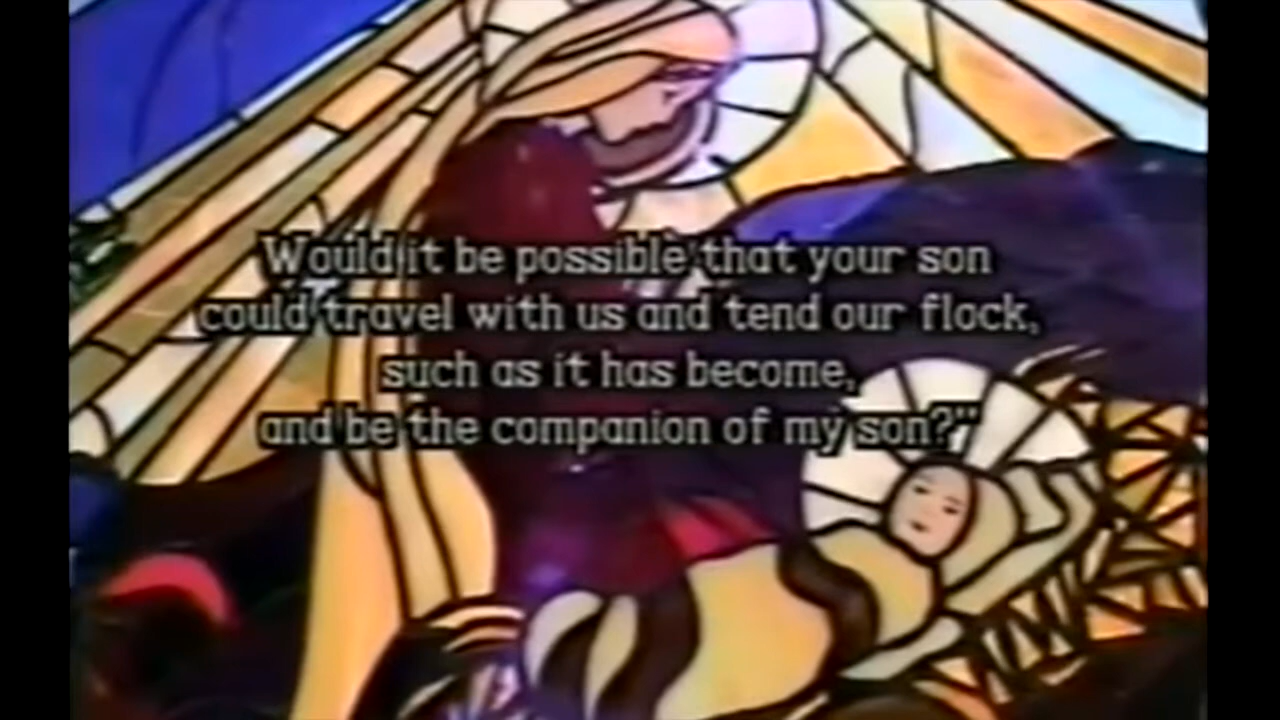 Would it be possible that your son
could travel with us and tend our flock,
such as it has become,
and be the companion of my son?"